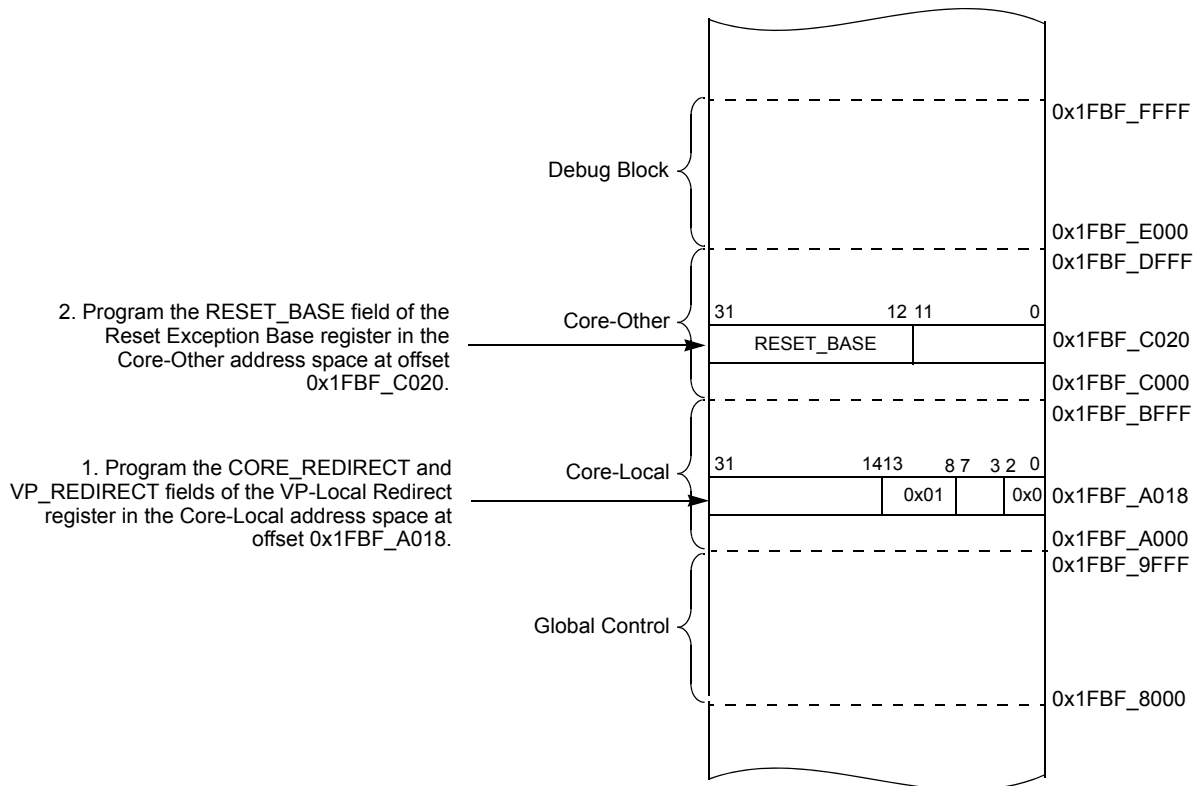 0x1FBF_FFFF
Debug Block
0x1FBF_E000
0x1FBF_DFFF
2. Program the RESET_BASE field of the
Reset Exception Base register in the
Core-Other address space at offset
0x1FBF_C020.
Core-Other
31 12 11 0
RESET_BASE
0x1FBF_C020
0x1FBF_C000
0x1FBF_BFFF
1. Program the CORE_REDIRECT and
VP_REDIRECT fields of the VP-Local Redirect
register in the Core-Local address space at
offset 0x1FBF_A018.
Core-Local
31 1413 8 7 3 2 0
0x01 0x0
0x1FBF_A018
0x1FBF_A000
0x1FBF_9FFF
Global Control
0x1FBF_8000